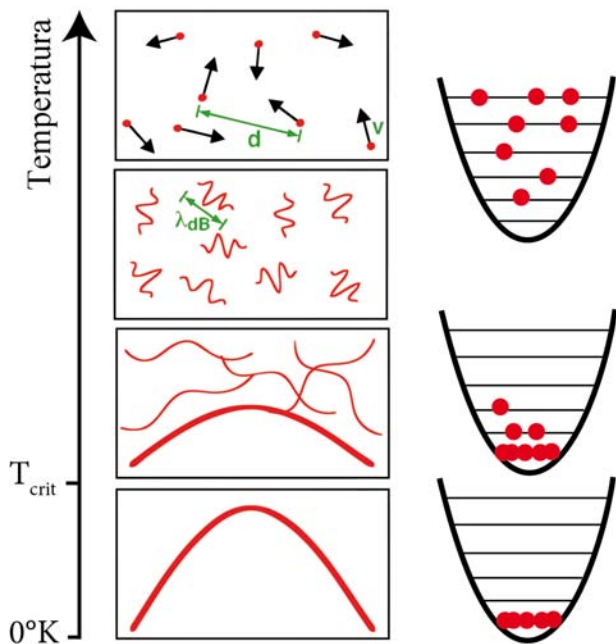 Temperatura
d
v
λdB
Tcrit
0°K